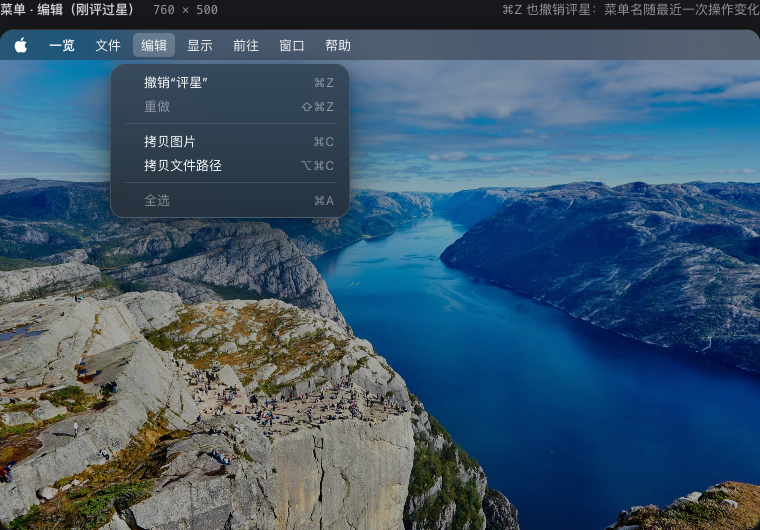 菜单 · 编辑（刚评过星） 760 × 500 ⌘Z 也撤销评星：菜单名随最近一次操作变化
一览 文件 编辑 显示 前往 窗口 帮助
撤销“评星” ⌘Z
重做 ⇧⌘Z
拷贝图片 ⌘C
拷贝文件路径 ⌥⌘C
全选 ⌘A